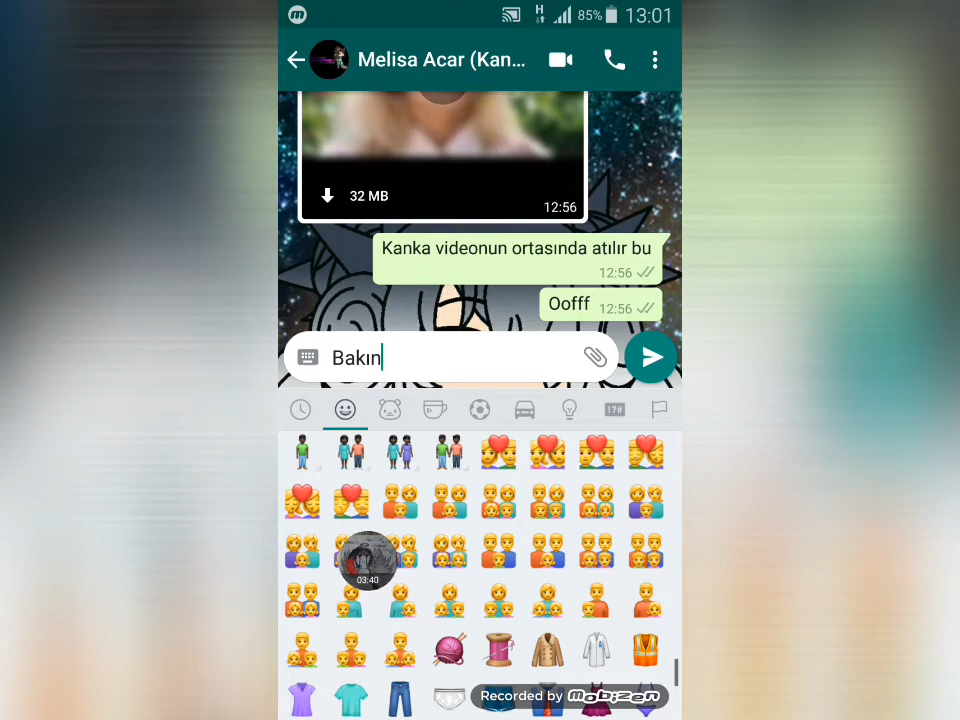 H 85% 13:01
Melisa Acar (Kan...
32 MB
12:56
Kanka videonun ortasında atılır bu
12:56
Oofff 12:56
Bakın
!?#
03:40
Recorded by mobizen